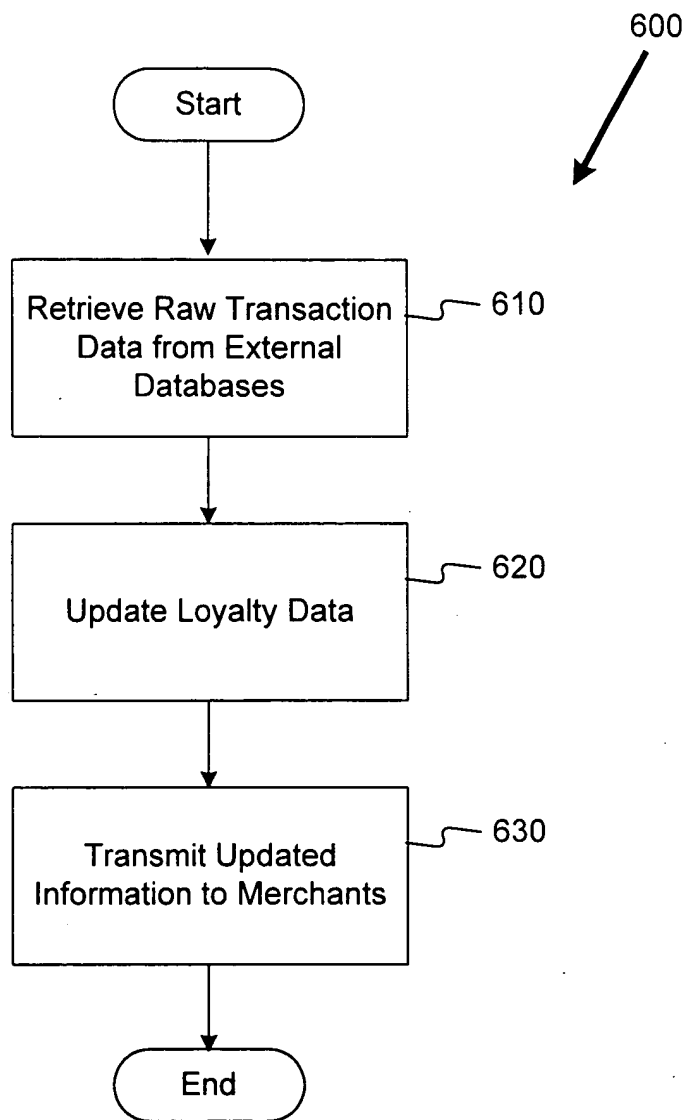 600
Start
Retrieve Raw Transaction
Data from External
Databases
610
Update Loyalty Data
620
Transmit Updated
Information to Merchants
630
End